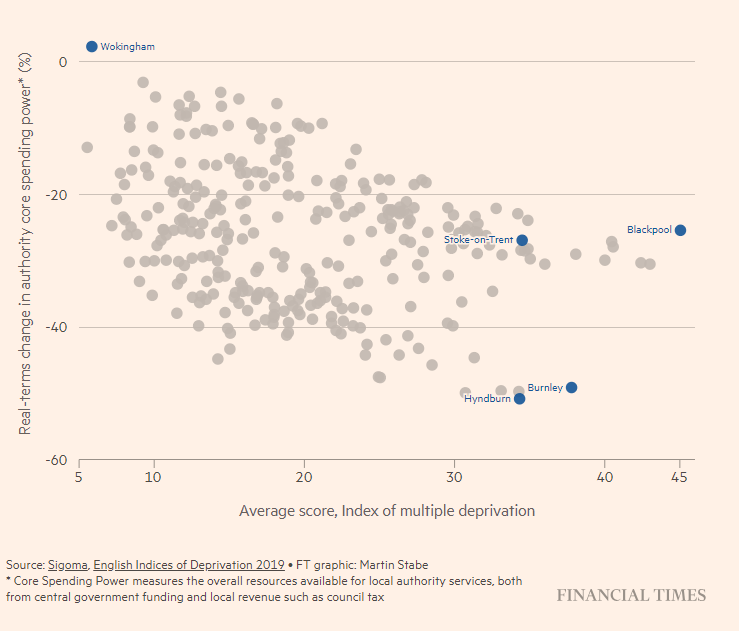 Real-terms change in authority core spending power* (%)
0
-20
-40
-60
Wokingham
Blackpool
Stoke-on-Trent
Burnley
Hyndburn
5
10
20
30
40
45
Average score, Index of multiple deprivation
Source: Sigoma, English Indices of Deprivation 2019 • FT graphic: Martin Stabe
* Core Spending Power measures the overall resources available for local authority services, both
from central government funding and local revenue such as council tax
FINANCIAL TIMES